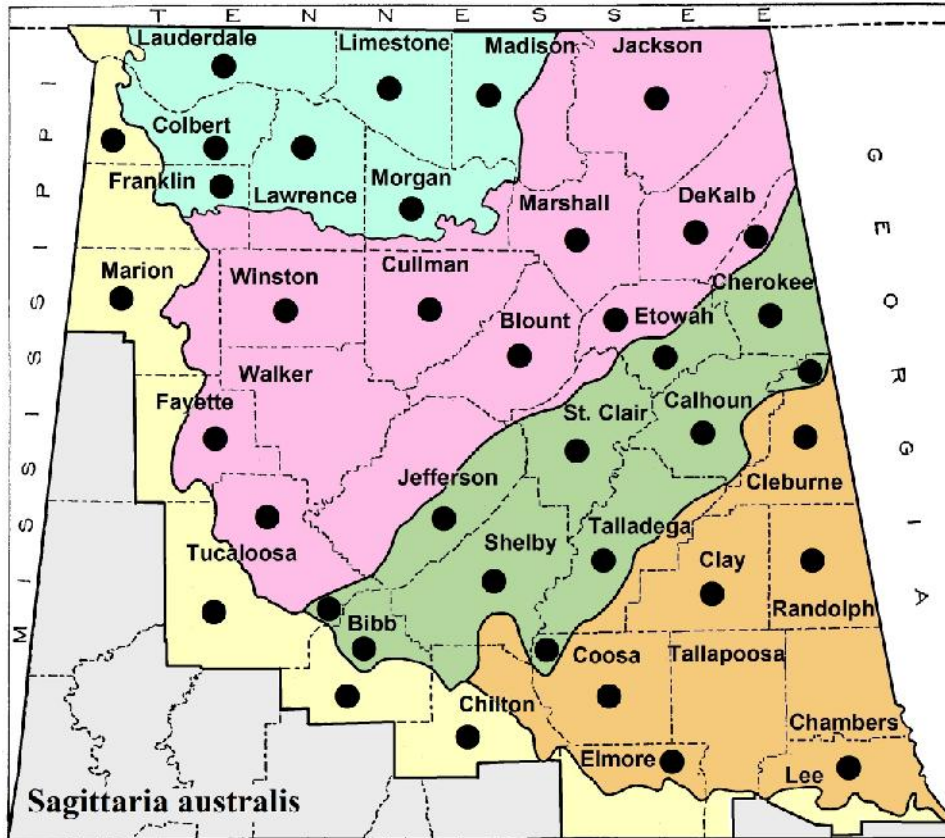 T E N N E S S E E
Lauderdale
Limestone
Madison
Jackson
Colbert
Franklin
Lawrence
Morgan
Marshall
DeKalb
Marion
Winston
Cullman
Cherokee
Blount
Etowah
Walker
Fayette
St. Clair
Calhoun
Jefferson
Cleburne
Tucaloosa
Shelby
Talladega
Clay
Randolph
Bibb
Coosa
Tallapoosa
Chilton
Chambers
Elmore
Lee
M I S S I S S I P P I
G E O R G I A
Sagittaria australis